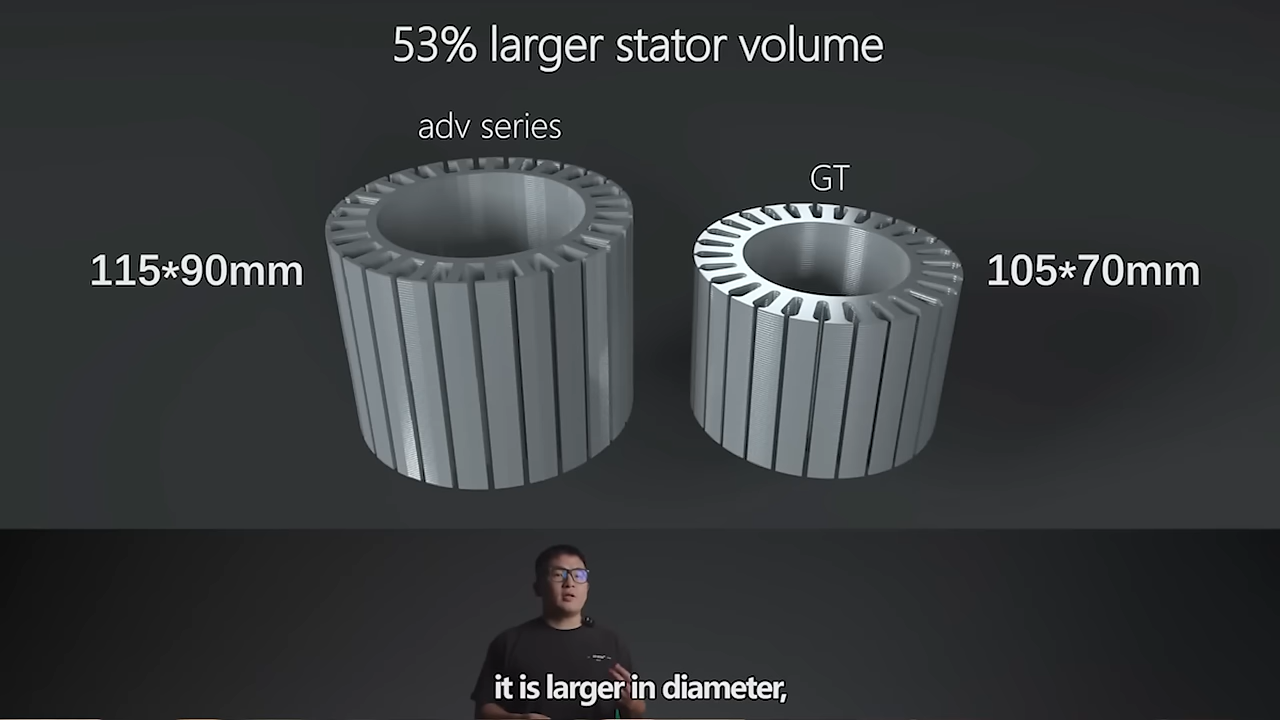 53% larger stator volume
adv series
GT
115*90mm
105*70mm
it is larger in diameter,